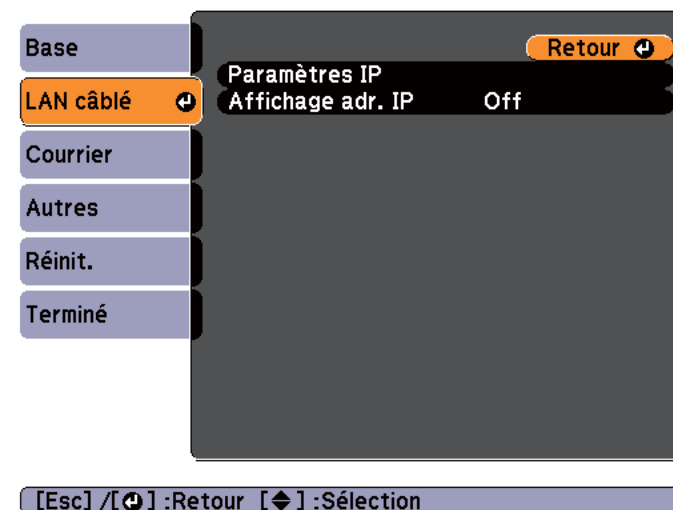 Base
LAN câblé
Courrier
Autres
Réinit.
Terminé
Retour
Paramètres IP
Affichage adr. IP Off
[Esc] /[ ] :Retour [ ] :Sélection